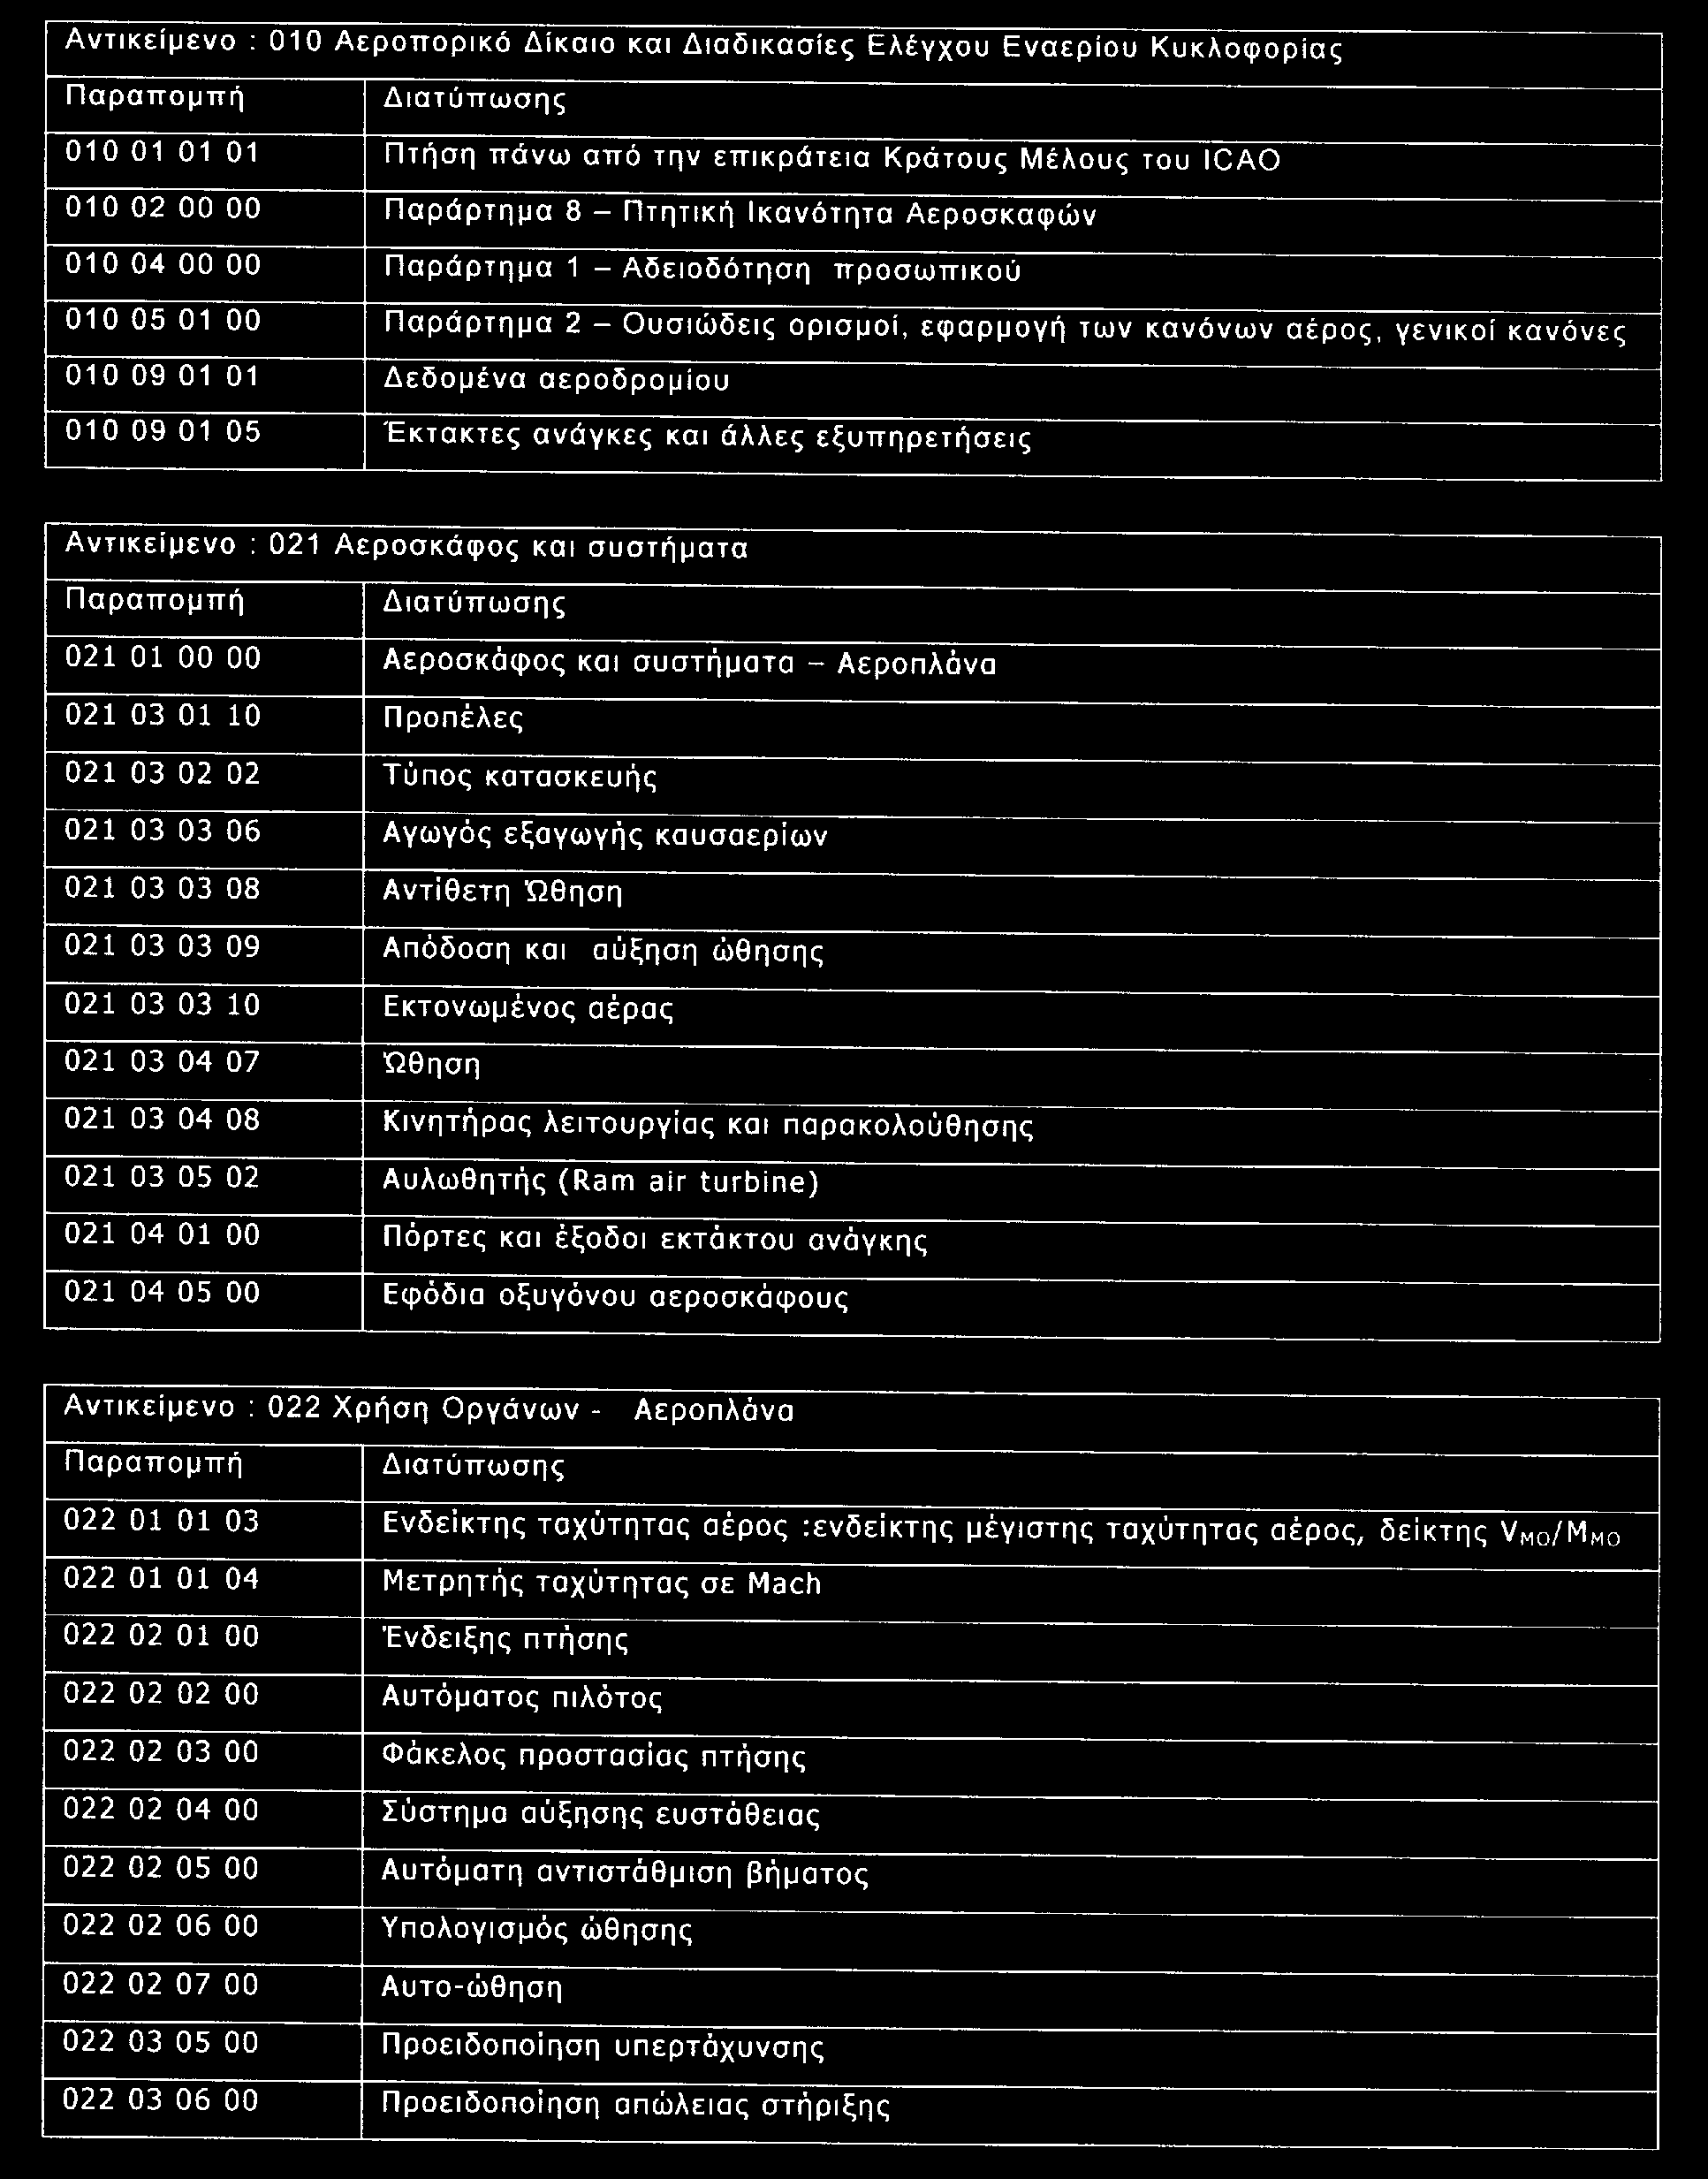 Αντικείμενο : 010 Αεροπορικό Δίκαιο και Διαδικασίες Ελέγχου Εναερίου Κυκλοφορίας
Παραπομπή Διατύπωσης
010 01 01 01 Πτήση πάνω από την επικράτεια Κράτους Μέλους του ICAO
010 02 00 00 Παράρτημα 8 – Πτητική Ικανότητα Αεροσκαφών
010 04 00 00 Παράρτημα 1 – Αδειοδότηση προσωπικού
010 05 01 00 Παράρτημα 2 – Ουσιώδεις ορισμοί, εφαρμογή των κανόνων αέρος, γενικοί κανόνες
010 09 01 01 Δεδομένα αεροδρομίου
010 09 01 05 Έκτακτες ανάγκες και άλλες εξυπηρετήσεις
Αντικείμενο : 021 Αεροσκάφος και συστήματα
Παραπομπή Διατύπωσης
021 01 00 00 Αεροσκάφος και συστήματα – Αεροπλάνα
021 03 01 10 Προπέλες
021 03 02 02 Τύπος κατασκευής
021 03 03 06 Αγωγός εξαγωγής καυσαερίων
021 03 03 08 Αντίθετη Ώθηση
021 03 03 09 Απόδοση και αύξηση ώθησης
021 03 03 10 Εκτονωμένος αέρας
021 03 04 07 Ώθηση
021 03 04 08 Κινητήρας λειτουργίας και παρακολούθησης
021 03 05 02 Αυλωθητής (Ram air turbine)
021 04 01 00 Πόρτες και έξοδοι εκτάκτου ανάγκης
021 04 05 00 Εφόδια οξυγόνου αεροσκάφους
Αντικείμενο : 022 Χρήση Οργάνων - Αεροπλάνα
Παραπομπή Διατύπωσης
022 01 01 03 Ενδείκτης ταχύτητας αέρος :ενδείκτης μέγιστης ταχύτητας αέρος, δείκτης VMO/MMO
022 01 01 04 Μετρητής ταχύτητας σε Mach
022 02 01 00 Ένδειξης πτήσης
022 02 02 00 Αυτόματος πιλότος
022 02 03 00 Φάκελος προστασίας πτήσης
022 02 04 00 Σύστημα αύξησης ευστάθειας
022 02 05 00 Αυτόματη αντιστάθμιση βήματος
022 02 06 00 Υπολογισμός ώθησης
022 02 07 00 Αυτο-ώθηση
022 03 05 00 Προειδοποίηση υπερτάχυνσης
022 03 06 00 Προειδοποίηση απώλειας στήριξης